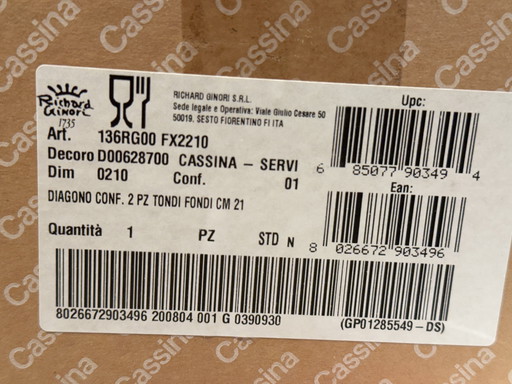 Cassina
Cassina
Cassina
Cassina
Cassina
Richard
Ginori
1735
RICHARD GINORI S.R.L.
Sede legale e Operativa: Viale Giulio Cesare 50
50019, SESTO FIORENTINO FI ITA
Upc:
6 85077 90349 4
Art. 136RG00 FX2210
Decoro D00628700 CASSINA - SERVI
Dim 0210 Conf. 01
Ean:
8 026672 903496
DIAGONO CONF. 2 PZ TONDI FONDI CM 21
Quantità 1 PZ STD N
8026672903496 200804 001 G 0390930
(GP01285549-DS)
Cassina
Cassina
Cassina
Cassina